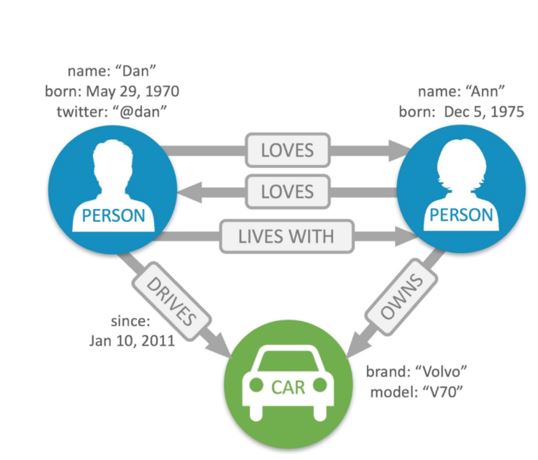 name: “Dan”
born: May 29, 1970
twitter: “@dan”
name: “Ann”
born: Dec 5, 1975
LOVES
LOVES
PERSON
PERSON
LIVES WITH
DRIVES
OWNS
since:
Jan 10, 2011
CAR
brand: “Volvo”
model: “V70”